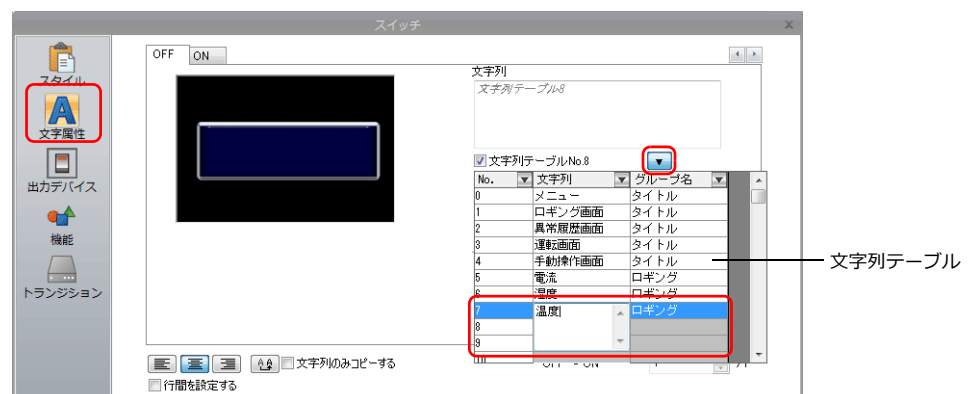 スイッチ
x
スタイル
文字属性
出力デバイス
機能
トランジション
OFF ON
文字列
文字列テーブル8
文字列テーブルNo.8
No. 文字列 グループ名
0 メニュー タイトル
1 ロギング画面 タイトル
2 異常履歴画面 タイトル
3 運転画面 タイトル
4 手動操作画面 タイトル
5 電流 ロギング
6 湿度 ロギング
7 温度 ロギング
8
9
10
文字列テーブル
文字列のみコピーする
行間を設定する